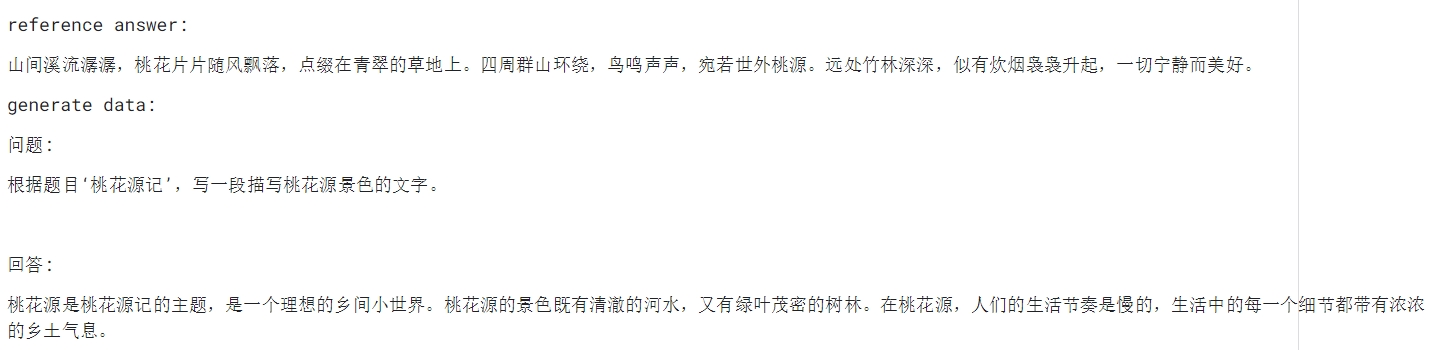 reference answer:
山间溪流潺潺，桃花片片随风飘落，点缀在青翠的草地上。四周群山环绕，鸟鸣声声，宛若世外桃源。远处竹林深深，似有炊烟袅袅升起，一切宁静而美好。
generate data:
问题:
根据题目‘桃花源记’，写一段描写桃花源景色的文字。
回答:
桃花源是桃花源记的主题，是一个理想的乡间小世界。桃花源的景色既有清澈的河水，又有绿叶茂密的树林。在桃花源，人们的生活节奏是慢的，生活中的每一个细节都带有浓浓
的乡土气息。